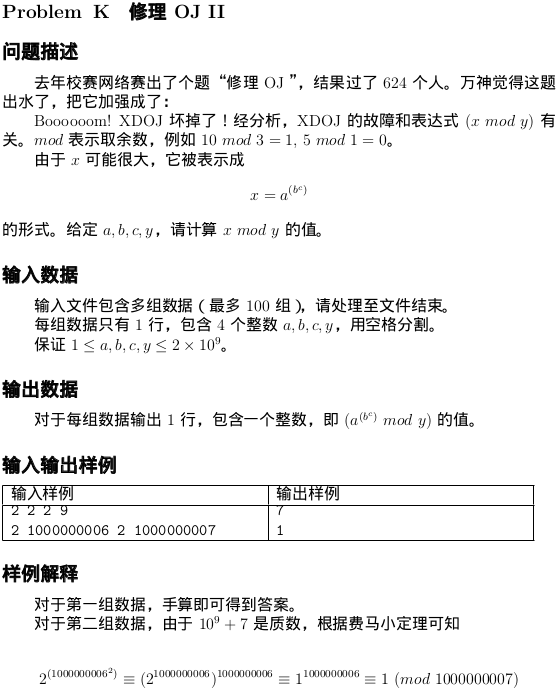 Problem K 修理 OJ II
问题描述
去年校赛网络赛出了个题“修理 OJ ”，结果过了 624 个人。万神觉得这题
出水了，把它加强成了：
Boooooom! XDOJ 坏掉了！经分析，XDOJ 的故障和表达式 (x mod y) 有
关。mod 表示取余数，例如 10 mod 3 = 1, 5 mod 1 = 0。
由于 x 可能很大，它被表示成
x = a^(b^c)
的形式。给定 a, b, c, y，请计算 x mod y 的值。
输入数据
输入文件包含多组数据（最多 100 组），请处理至文件结束。
每组数据只有 1 行，包含 4 个整数 a, b, c, y，用空格分割。
保证 1 ≤ a, b, c, y ≤ 2 × 10^9。
输出数据
对于每组数据输出 1 行，包含一个整数，即 (a^(b^c) mod y) 的值。
输入输出样例
输入样例 输出样例
2 2 2 9 7
2 1000000006 2 1000000007 1
样例解释
对于第一组数据，手算即可得到答案。
对于第二组数据，由于 10^9 + 7 是质数，根据费马小定理可知
2^(1000000006^2) ≡ (2^1000000006)^1000000006 ≡ 1^1000000006 ≡ 1 (mod 1000000007)